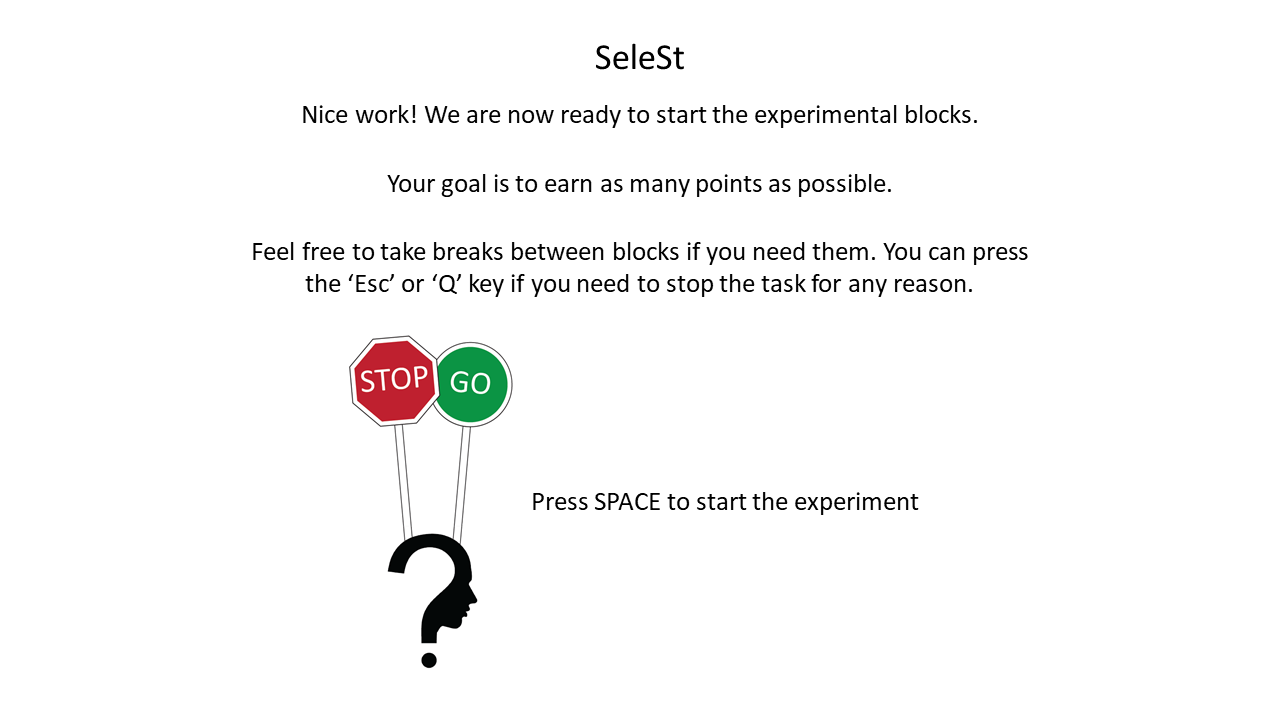 SeleSt
Nice work! We are now ready to start the experimental blocks.
Your goal is to earn as many points as possible.
Feel free to take breaks between blocks if you need them. You can press
the ‘Esc’ or ‘Q’ key if you need to stop the task for any reason.
STOP
GO
Press SPACE to start the experiment